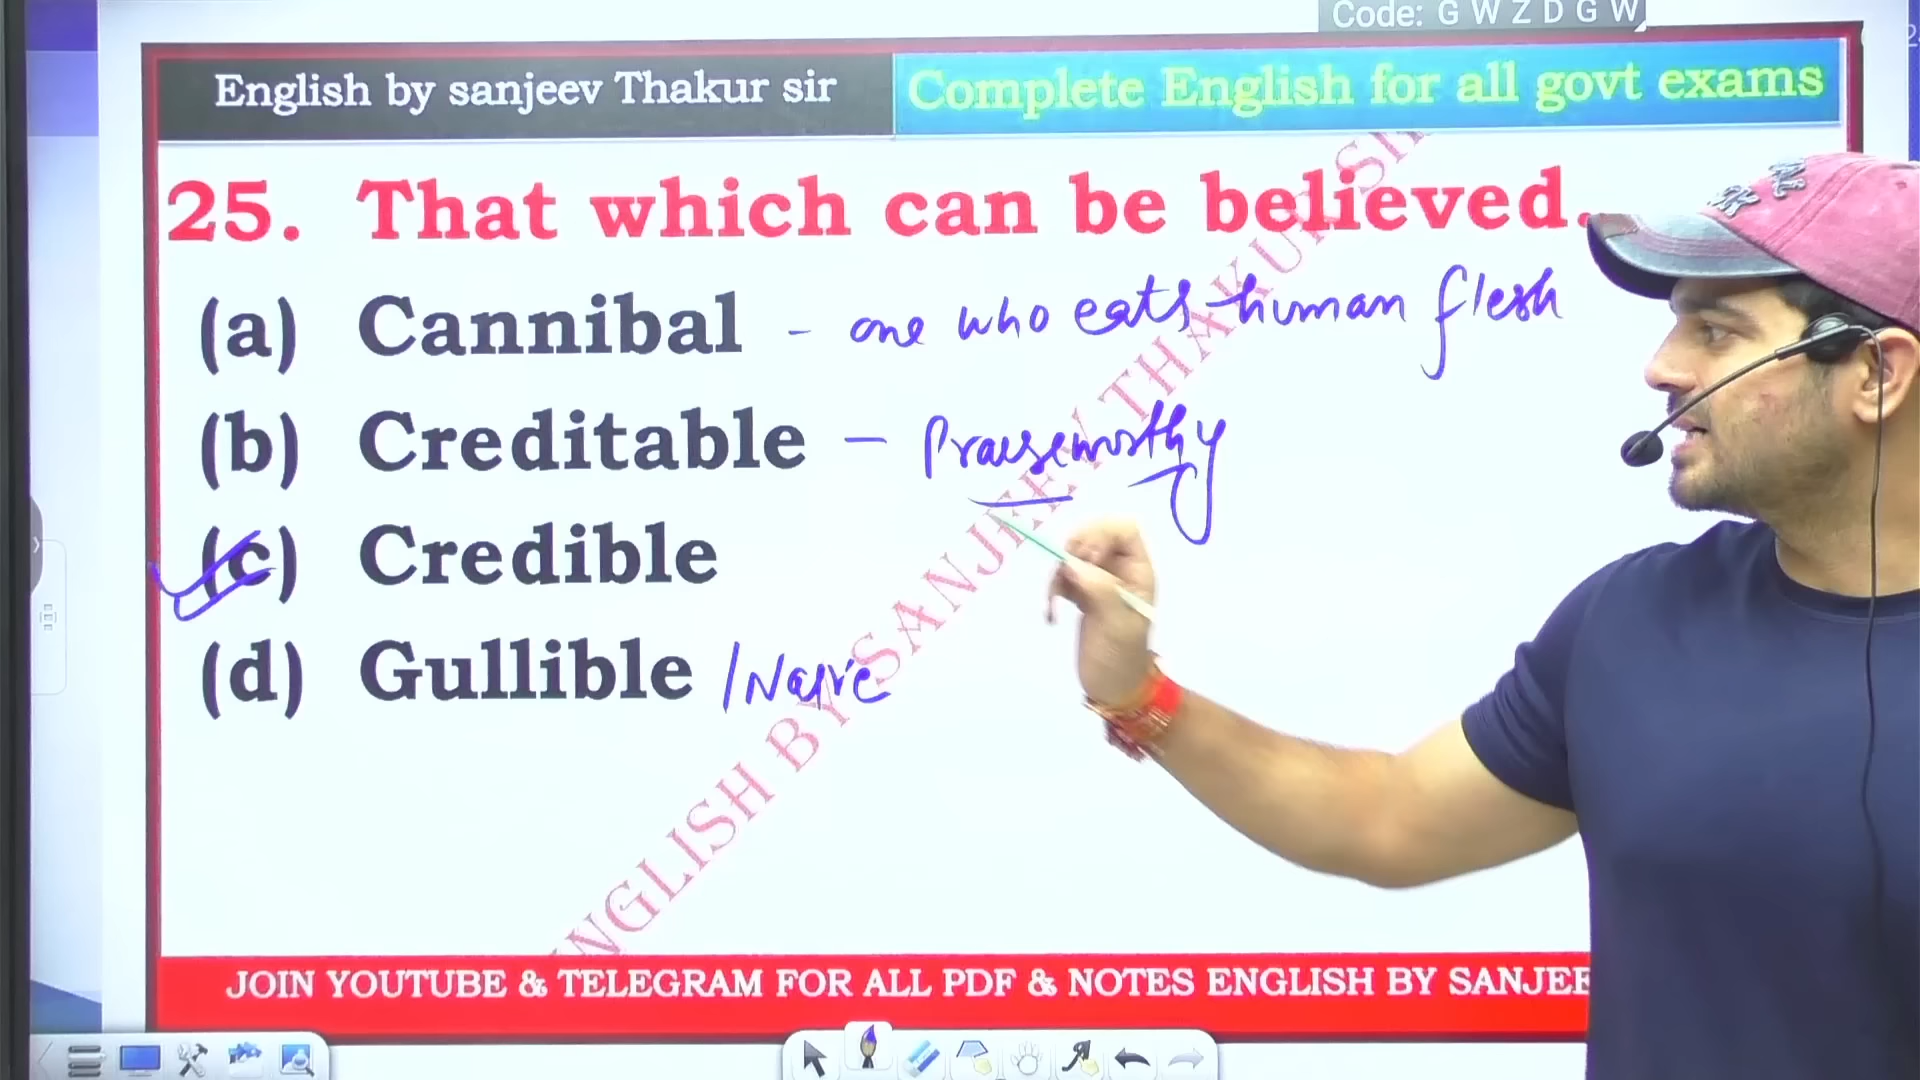 Code: G W Z D G W
English by sanjeev Thakur sir
Complete English for all govt exams
25. That which can be believed.
(a) Cannibal - one who eats human flesh
(b) Creditable - Praiseworthy
(c) Credible
(d) Gullible / Naive
ENGLISH BY SANJEEV THAKUR
JOIN YOUTUBE & TELEGRAM FOR ALL PDF & NOTES ENGLISH BY SANJEE